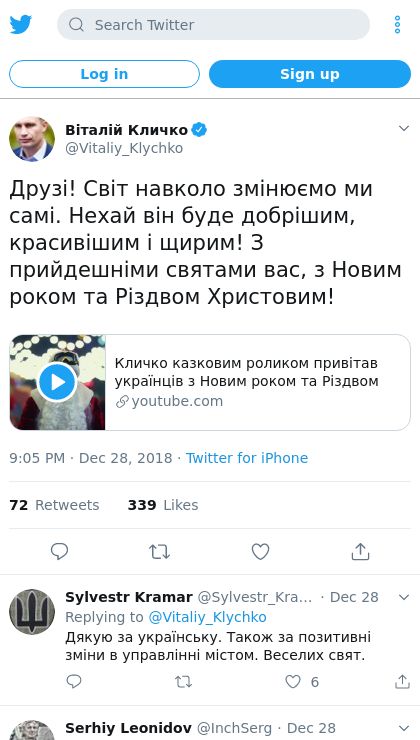 Search Twitter
Log in
Sign up
Віталій Кличко
@Vitaliy_Klychko
Друзі! Світ навколо змінюємо ми
самі. Нехай він буде добрішим,
красивішим і щирим! З
прийдешніми святами вас, з Новим
роком та Різдвом Христовим!
Кличко казковим роликом привітав
українців з Новим роком та Різдвом
youtube.com
9:05 PM · Dec 28, 2018 · Twitter for iPhone
72 Retweets 339 Likes
Sylvestr Kramar @Sylvestr_Kra… · Dec 28
Replying to @Vitaliy_Klychko
Дякую за українську. Також за позитивні
зміни в управлінні містом. Веселих свят.
6
Serhiy Leonidov @InchSerg · Dec 28